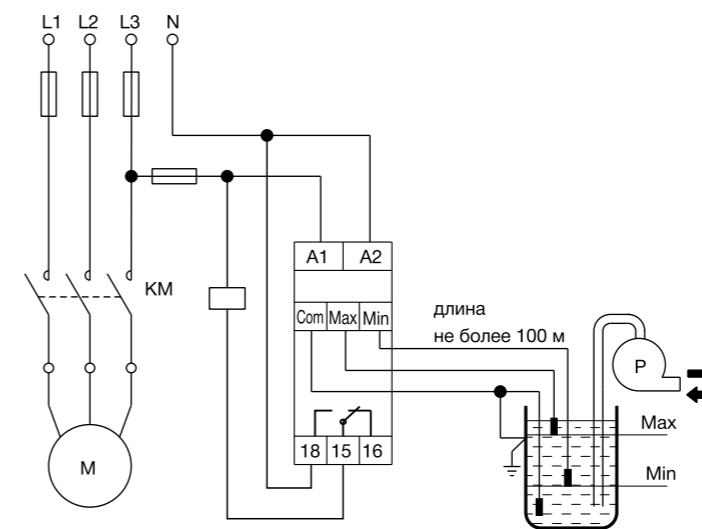 L1 L2 L3 N
A1 A2
KM
Com Max Min
длина
не более 100 м
P
Max
Min
18 15 16
M